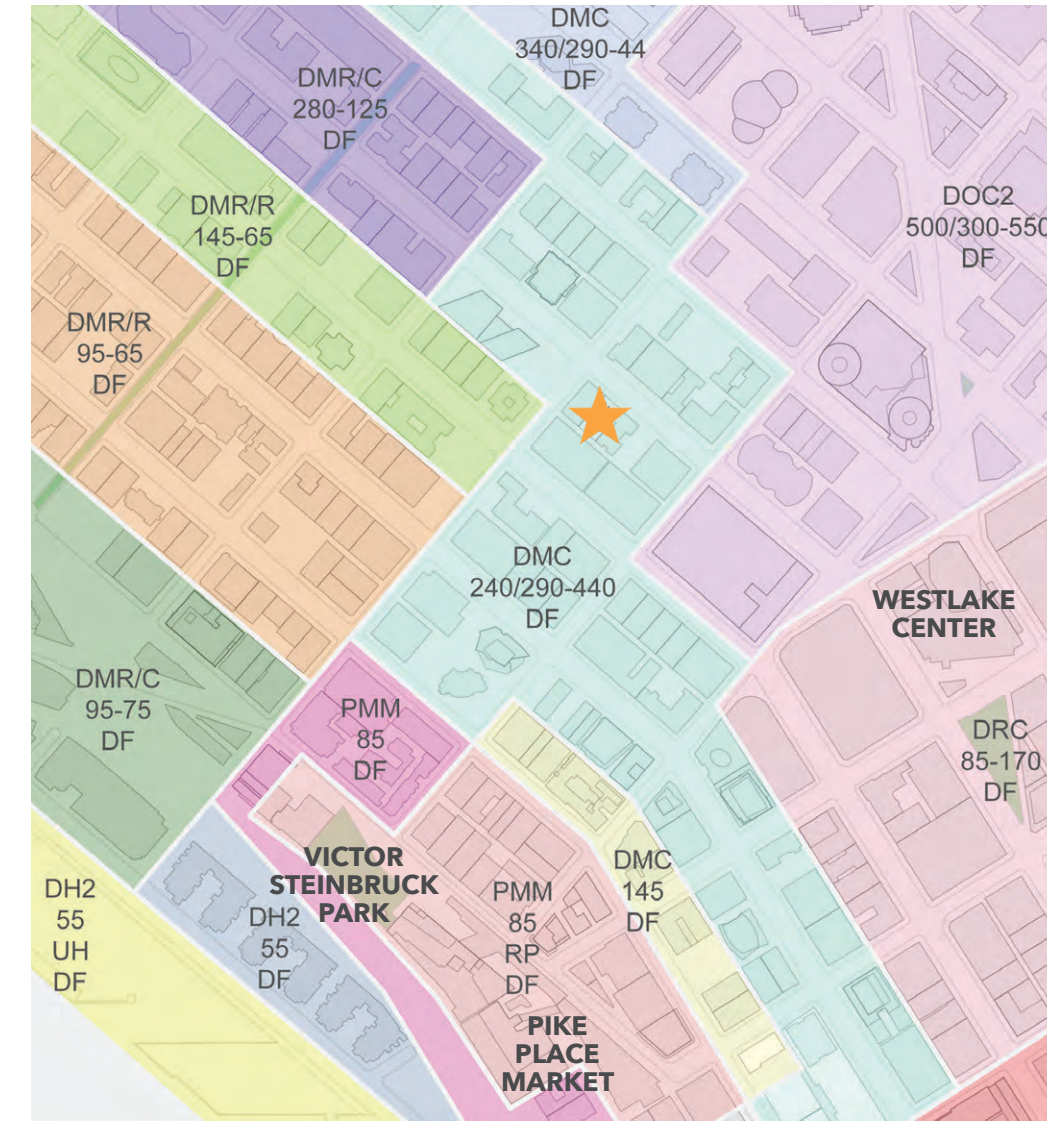 DMC
340/290-44
DF
DMR/C
280-125
DF
DOC2
500/300-550
DF
DMR/R
145-65
DF
DMR/R
95-65
DF
DMC
240/290-440
DF
WESTLAKE
CENTER
DMR/C
95-75
DF
PMM
85
DF
DRC
85-170
DF
VICTOR
STEINBRUCK
PARK
DMC
145
DF
DH2
55
UH
DF
DH2
55
DF
PMM
85
RP
DF
PIKE
PLACE
MARKET